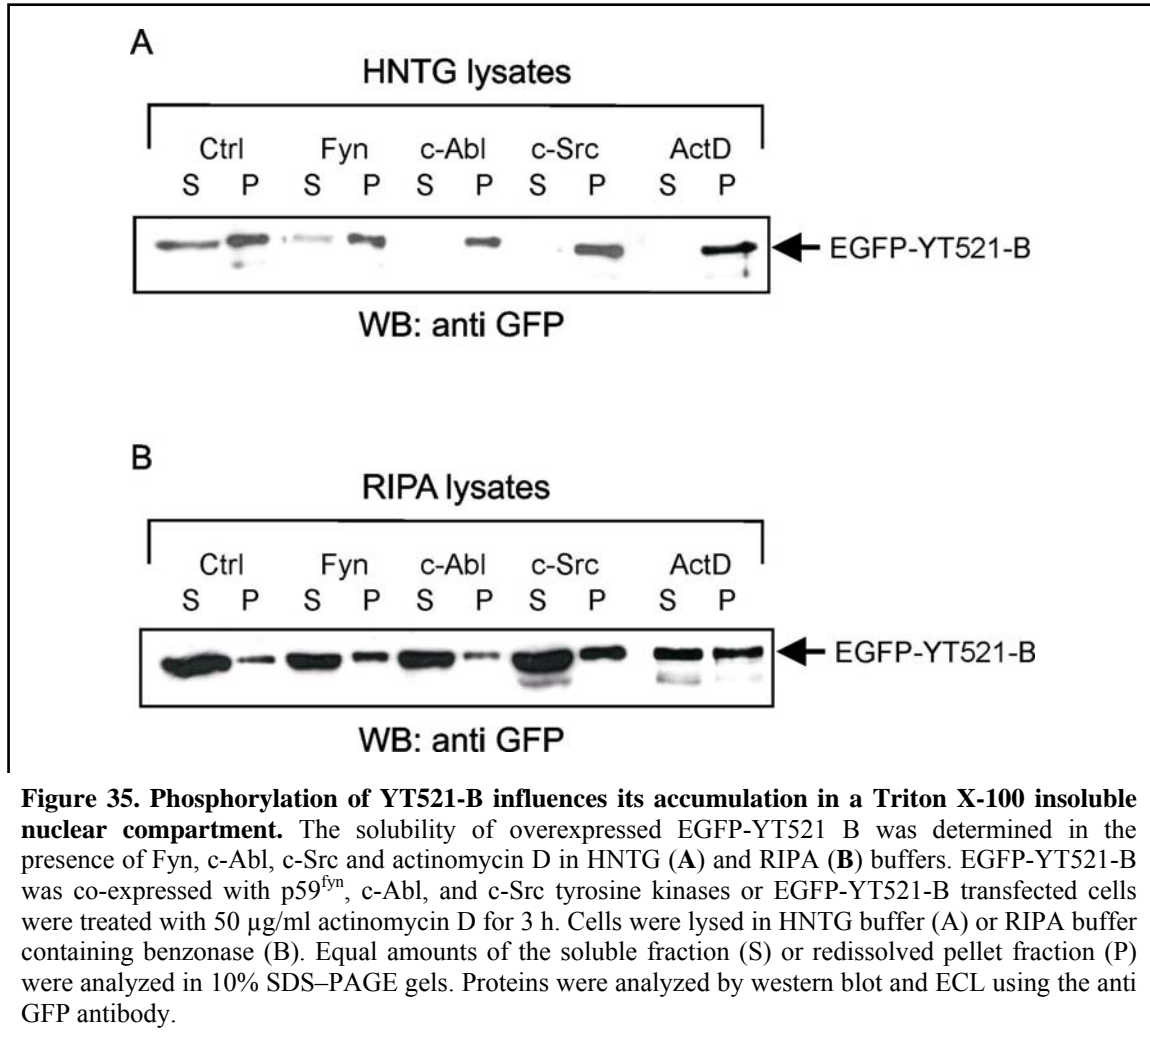 A
HNTG lysates
Ctrl Fyn c-Abl c-Src ActD
S P S P S P S P S P
EGFP-YT521-B
WB: anti GFP
B
RIPA lysates
Ctrl Fyn c-Abl c-Src ActD
S P S P S P S P S P
EGFP-YT521-B
WB: anti GFP
Figure 35. Phosphorylation of YT521-B influences its accumulation in a Triton X-100 insoluble
nuclear compartment. The solubility of overexpressed EGFP-YT521 B was determined in the
presence of Fyn, c-Abl, c-Src and actinomycin D in HNTG (A) and RIPA (B) buffers. EGFP-YT521-B
was co-expressed with p59fyn, c-Abl, and c-Src tyrosine kinases or EGFP-YT521-B transfected cells
were treated with 50 µg/ml actinomycin D for 3 h. Cells were lysed in HNTG buffer (A) or RIPA buffer
containing benzonase (B). Equal amounts of the soluble fraction (S) or redissolved pellet fraction (P)
were analyzed in 10% SDS–PAGE gels. Proteins were analyzed by western blot and ECL using the anti
GFP antibody.